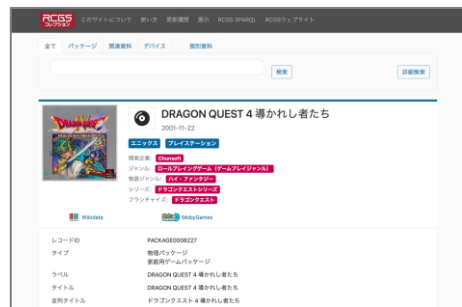 RCGS
コレクション
このサイトについて 使い方 更新履歴 展示 RCGS SPARQL RCGSウェブサイト
全て パッケージ 関連資料 デバイス 個別資料
検索
詳細検索
DRAGON QUEST 4 導かれし者たち
2001-11-22
エニックス プレイステーション
開発企業: Chunsoft
ジャンル: ロールプレイングゲーム (ゲームプレイジャンル)
物語ジャンル: ハイ・ファンタジー
シリーズ: ドラゴンクエストシリーズ
フランチャイズ: ドラゴンクエスト
Wikidata
MobyGames
レコードID PACKAGE0008227
タイプ 物理パッケージ
家庭用ゲームパッケージ
ラベル DRAGON QUEST 4 導かれし者たち
タイトル DRAGON QUEST 4 導かれし者たち
並列タイトル ドラゴンクエスト 4 導かれし者たち